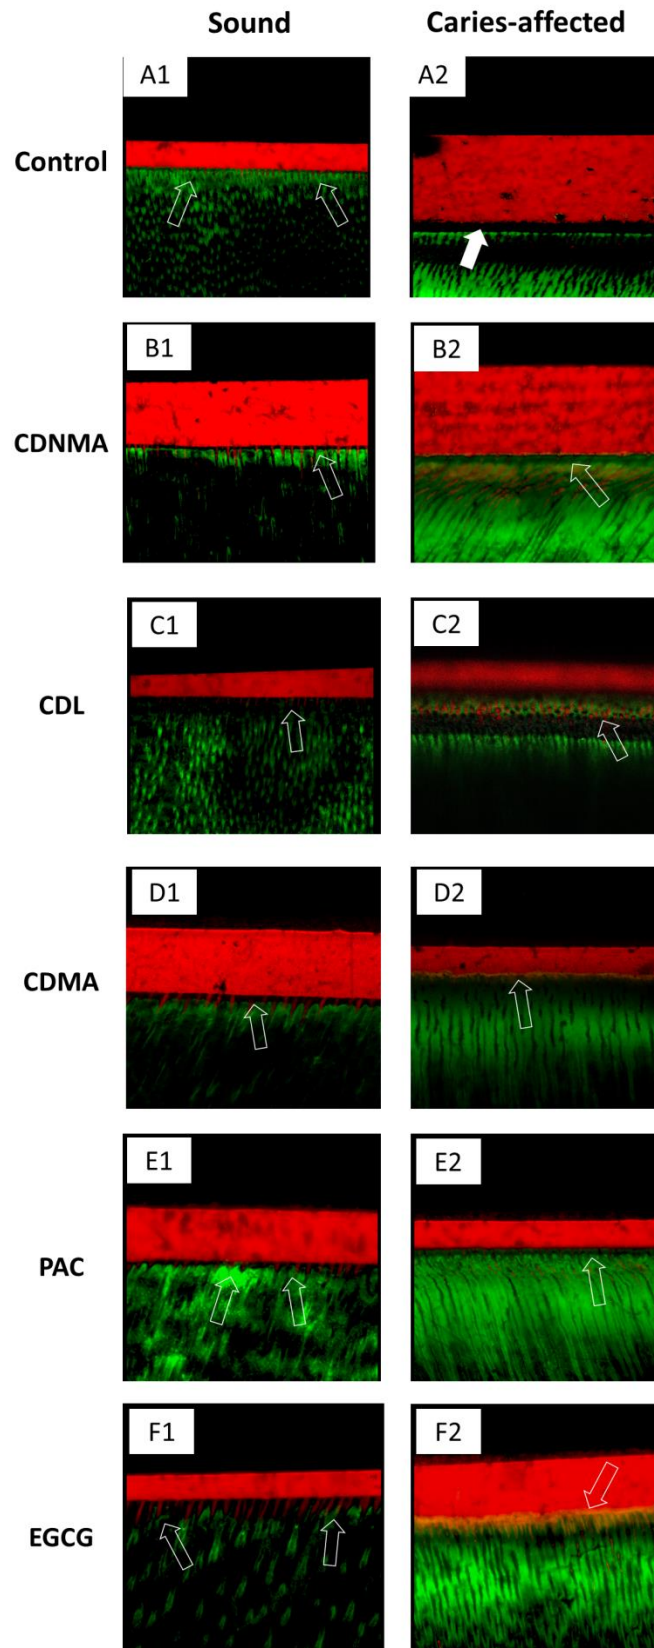 Sound Caries-affected
A1 A2
Control
B1 B2
CDNMA
C1 C2
CDL
D1 D2
CDMA
E1 E2
PAC
F1 F2
EGCG